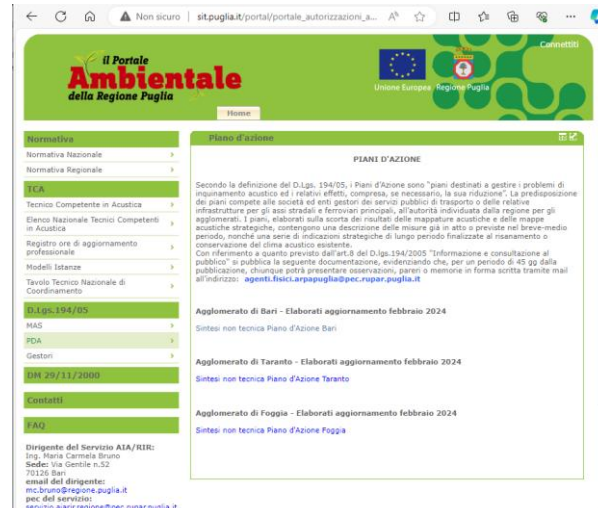 Non sicuro
sit.puglia.it/portal/portale_autorizzazioni_a...
il Portale
Ambientale
della Regione Puglia
Unione Europea
Regione Puglia
Connettiti
Home
Normativa
Normativa Nazionale
Normativa Regionale
TCA
Tecnico Competente in Acustica
Elenco Nazionale Tecnici Competenti
in Acustica
Registro ore di aggiornamento
professionale
Modelli Istanze
Tavolo Tecnico Nazionale di
Coordinamento
D.Lgs.194/05
MAS
PDA
Gestori
DM 29/11/2000
Contatti
FAQ
Dirigente del Servizio AIA/RIR:
Ing. Maria Carmela Bruno
Sede: Via Gentile n.52
70126 Bari
email del dirigente:
mc.bruno@regione.puglia.it
pec del servizio:
servizio.aiarir.regione@pec.rupar.puglia.it
Piano d'azione
PIANI D'AZIONE
Secondo la definizione del D.Lgs. 194/05, i Piani d'Azione sono "piani destinati a gestire i problemi di
inquinamento acustico ed i relativi effetti, compresa, se necessario, la sua riduzione". La predisposizione
dei piani compete alle società ed enti gestori dei servizi pubblici di trasporto o delle relative
infrastrutture per gli assi stradali e ferroviari principali, all'autorità individuata dalla regione per gli
agglomerati. I piani, elaborati sulla scorta dei risultati delle mappature acustiche e delle mappe
acustiche strategiche, contengono una descrizione delle misure già in atto o previste nel breve-medio
periodo, nonché una serie di indicazioni strategiche di lungo periodo finalizzate al risanamento o
conservazione del clima acustico esistente.
Con riferimento a quanto previsto dall'art.8 del D.lgs.194/2005 "Informazione e consultazione al
pubblico" si pubblica la seguente documentazione, evidenziando che, per un periodo di 45 gg dalla
pubblicazione, chiunque potrà presentare osservazioni, pareri o memorie in forma scritta tramite mail
all'indirizzo: agenti.fisici.arpapuglia@pec.rupar.puglia.it
Agglomerato di Bari - Elaborati aggiornamento febbraio 2024
Sintesi non tecnica Piano d'Azione Bari
Agglomerato di Taranto - Elaborati aggiornamento febbraio 2024
Sintesi non tecnica Piano d'Azione Taranto
Agglomerato di Foggia - Elaborati aggiornamento febbraio 2024
Sintesi non tecnica Piano d'Azione Foggia